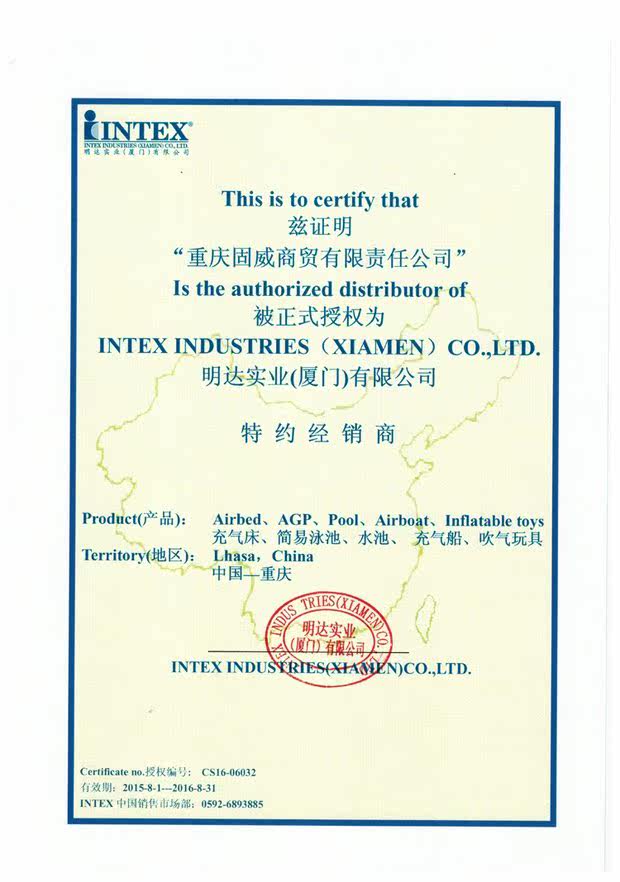 INTEX®
INTEX INDUSTRIES (XIAMEN) CO., LTD.
明达实业(厦门)有限公司
This is to certify that
兹证明
“重庆固威商贸有限责任公司”
Is the authorized distributor of
被正式授权为
INTEX INDUSTRIES（XIAMEN）CO.,LTD.
明达实业(厦门)有限公司
特约经销商
Product(产品)： Airbed、AGP、Pool、Airboat、Inflatable toys
充气床、简易泳池、水池、 充气船、吹气玩具
Territory(地区)： Lhasa，China
中国—重庆
INTEX INDUSTRIES(XIAMEN)CO., LTD.
明达实业
(厦门)有限公司
INTEX INDUSTRIES(XIAMEN)CO.,LTD.
Certificate no.授权编号： CS16-06032
有效期：2015-8-1---2016-8-31
INTEX 中国销售市场部：0592-6893885